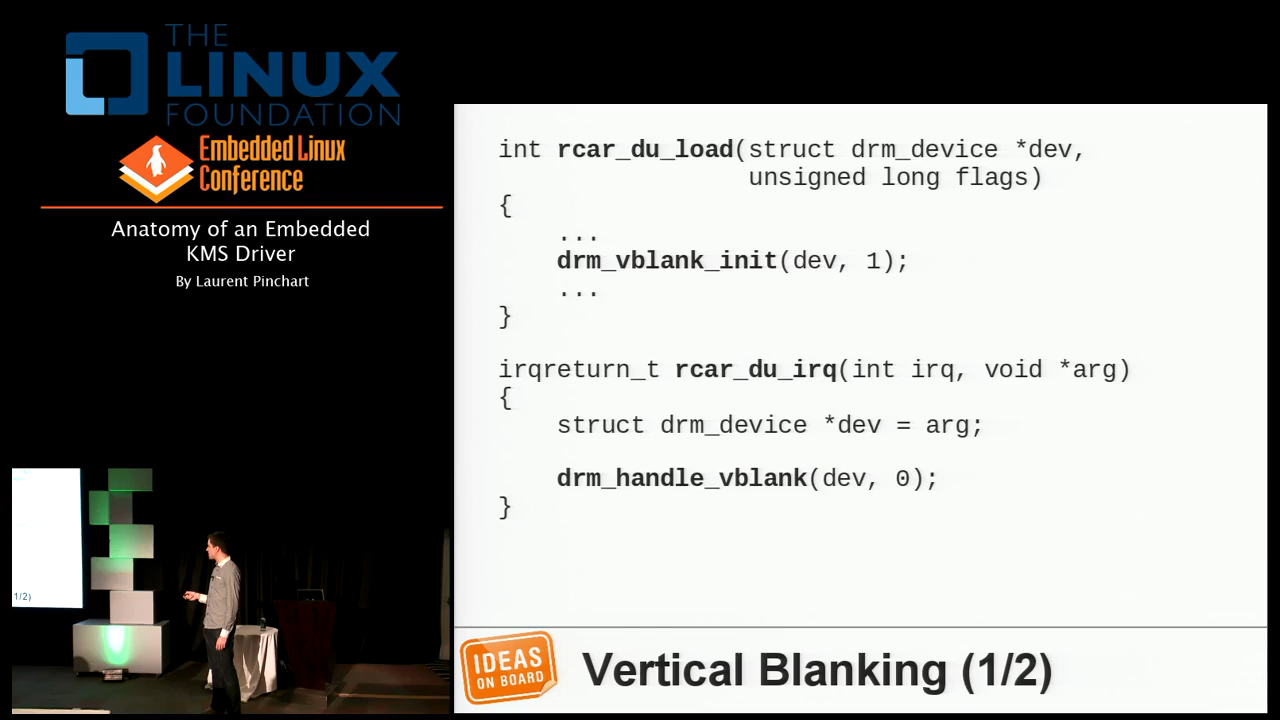 THE
LINUX
FOUNDATION
Embedded Linux
Conference
Anatomy of an Embedded
KMS Driver
By Laurent Pinchart
int rcar_du_load(struct drm_device *dev,
unsigned long flags)
{
...
drm_vblank_init(dev, 1);
...
}
irqreturn_t rcar_du_irq(int irq, void *arg)
{
struct drm_device *dev = arg;
drm_handle_vblank(dev, 0);
}
1/2)
IDEAS
ON BOARD
Vertical Blanking (1/2)